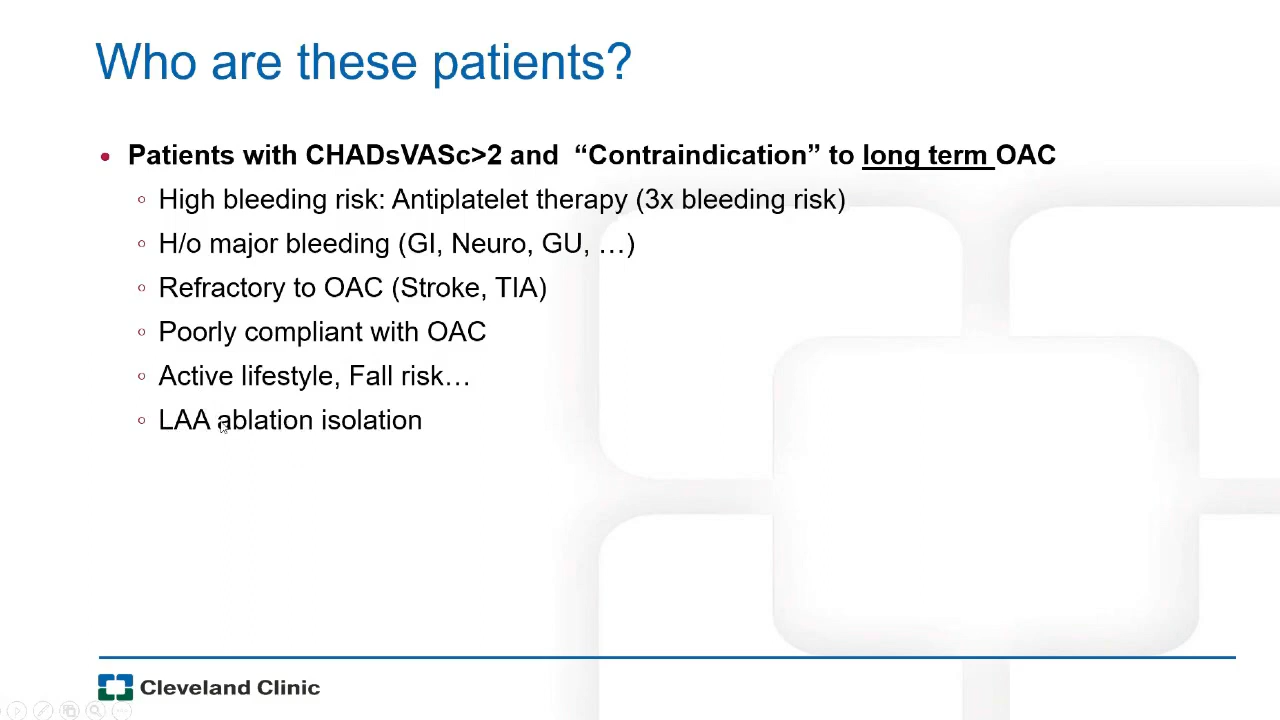 Who are these patients?
Patients with CHADsVASc>2 and “Contraindication” to long term OAC
High bleeding risk: Antiplatelet therapy (3x bleeding risk)
H/o major bleeding (GI, Neuro, GU, …)
Refractory to OAC (Stroke, TIA)
Poorly compliant with OAC
Active lifestyle, Fall risk…
LAA ablation isolation
Cleveland Clinic